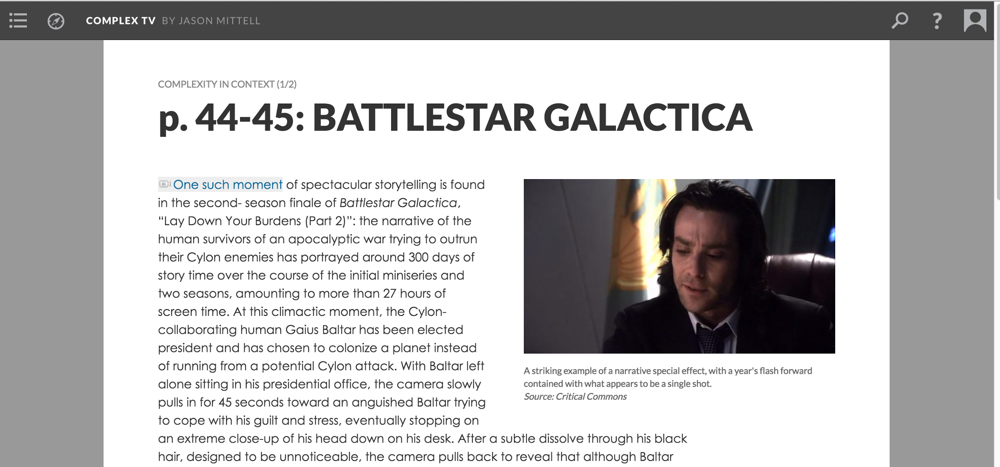 COMPLEX TV BY JASON MITTELL
?
COMPLEXITY IN CONTEXT (1/2)
p. 44-45: BATTLESTAR GALACTICA
One such moment of spectacular storytelling is found
in the second- season finale of Battlestar Galactica,
“Lay Down Your Burdens (Part 2)”: the narrative of the
human survivors of an apocalyptic war trying to outrun
their Cylon enemies has portrayed around 300 days of
story time over the course of the initial miniseries and
two seasons, amounting to more than 27 hours of
screen time. At this climactic moment, the Cylon-
collaborating human Gaius Baltar has been elected
president and has chosen to colonize a planet instead
of running from a potential Cylon attack. With Baltar left
alone sitting in his presidential office, the camera slowly
pulls in for 45 seconds toward an anguished Baltar trying
to cope with his guilt and stress, eventually stopping on
an extreme close-up of his head down on his desk. After a subtle dissolve through his black
hair, designed to be unnoticeable, the camera pulls back to reveal that although Baltar
A striking example of a narrative special effect, with a year's flash forward
contained with what appears to be a single shot.
Source: Critical Commons